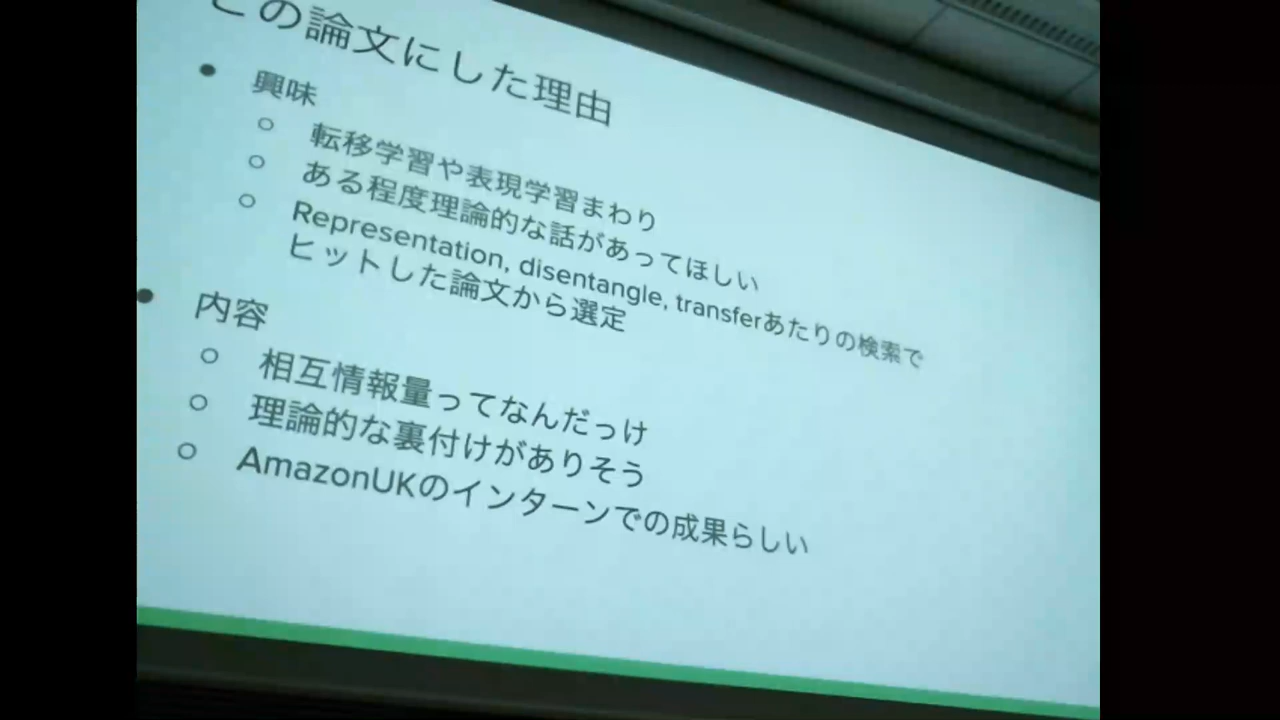 この論文にした理由
● 興味
○ 転移学習や表現学習まわり
○ ある程度理論的な話があってほしい
○ Representation, disentangle, transferあたりの検索で
ヒットした論文から選定
● 内容
○ 相互情報量ってなんだっけ
○ 理論的な裏付けがありそう
○ AmazonUKのインターンでの成果らしい